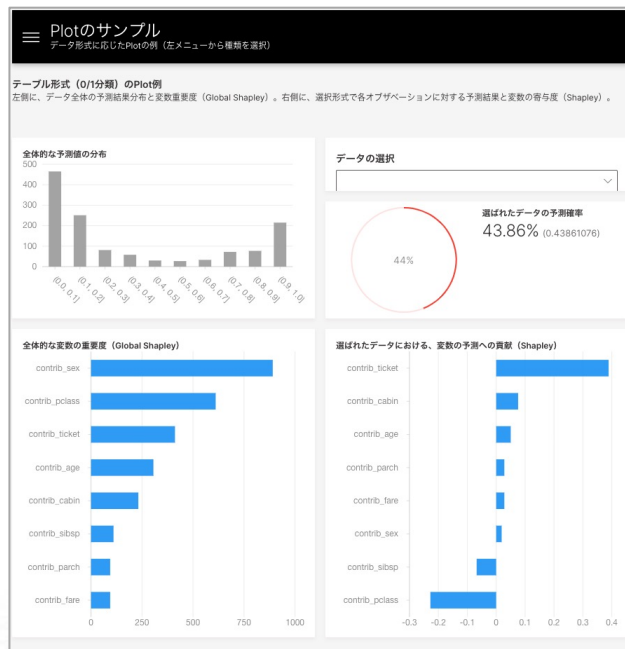 Plotのサンプル
データ形式に応じたPlotの例（左メニューから種類を選択）
テーブル形式（0/1分類）のPlot例
左側に、データ全体の予測結果分布と変数重要度（Global Shapley）。右側に、選択形式で各オブザベーションに対する予測結果と変数の寄与度（Shapley）。
全体的な予測値の分布
500
400
300
200
100
0
(0.0, 0.1]
(0.1, 0.2]
(0.2, 0.3]
(0.3, 0.4]
(0.4, 0.5]
(0.5, 0.6]
(0.6, 0.7]
(0.7, 0.8]
(0.8, 0.9]
(0.9, 1.0]
データの選択
44%
選ばれたデータの予測確率
43.86% (0.43861076)
全体的な変数の重要度（Global Shapley）
contrib_sex
contrib_pclass
contrib_ticket
contrib_age
contrib_cabin
contrib_sibsp
contrib_parch
contrib_fare
0 250 500 750 1000
選ばれたデータにおける、変数の予測への貢献（Shapley）
contrib_ticket
contrib_cabin
contrib_age
contrib_parch
contrib_fare
contrib_sex
contrib_sibsp
contrib_pclass
-0.3 -0.2 -0.1 0 0.1 0.2 0.3 0.4